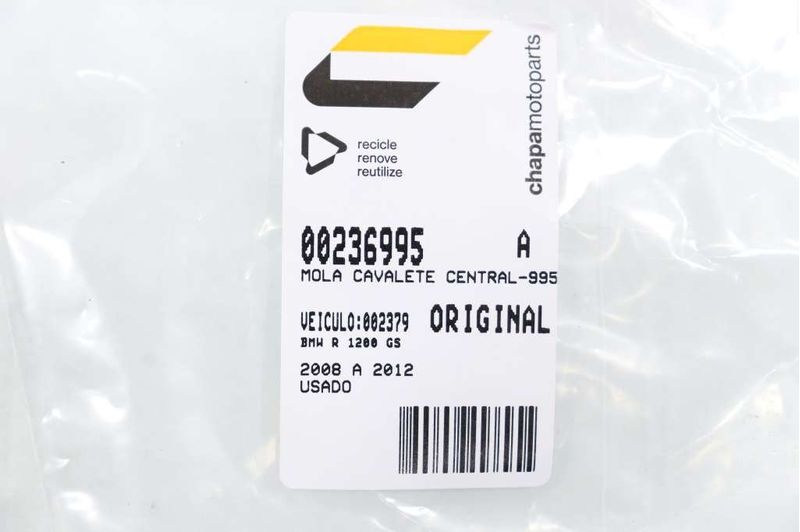 chapamotoparts
recicle
renove
reutilize
00236995 A
MOLA CAVALETE CENTRAL-995
VEICULO:002379 ORIGINAL
BMW R 1200 GS
2008 A 2012
USADO